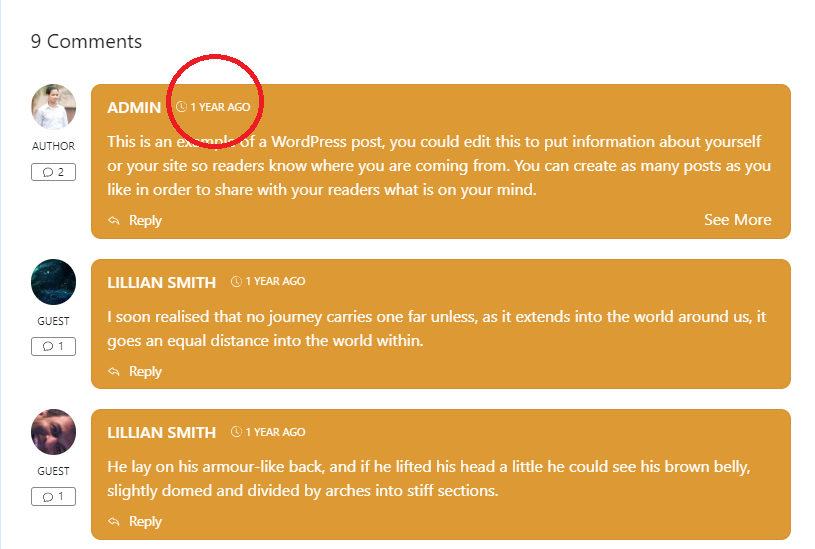 9 Comments
ADMIN 1 YEAR AGO
AUTHOR
2
This is an example of a WordPress post, you could edit this to put information about yourself
or your site so readers know where you are coming from. You can create as many posts as you
like in order to share with your readers what is on your mind.
Reply See More
LILLIAN SMITH 1 YEAR AGO
GUEST
1
I soon realised that no journey carries one far unless, as it extends into the world around us, it
goes an equal distance into the world within.
Reply
LILLIAN SMITH 1 YEAR AGO
GUEST
1
He lay on his armour-like back, and if he lifted his head a little he could see his brown belly,
slightly domed and divided by arches into stiff sections.
Reply